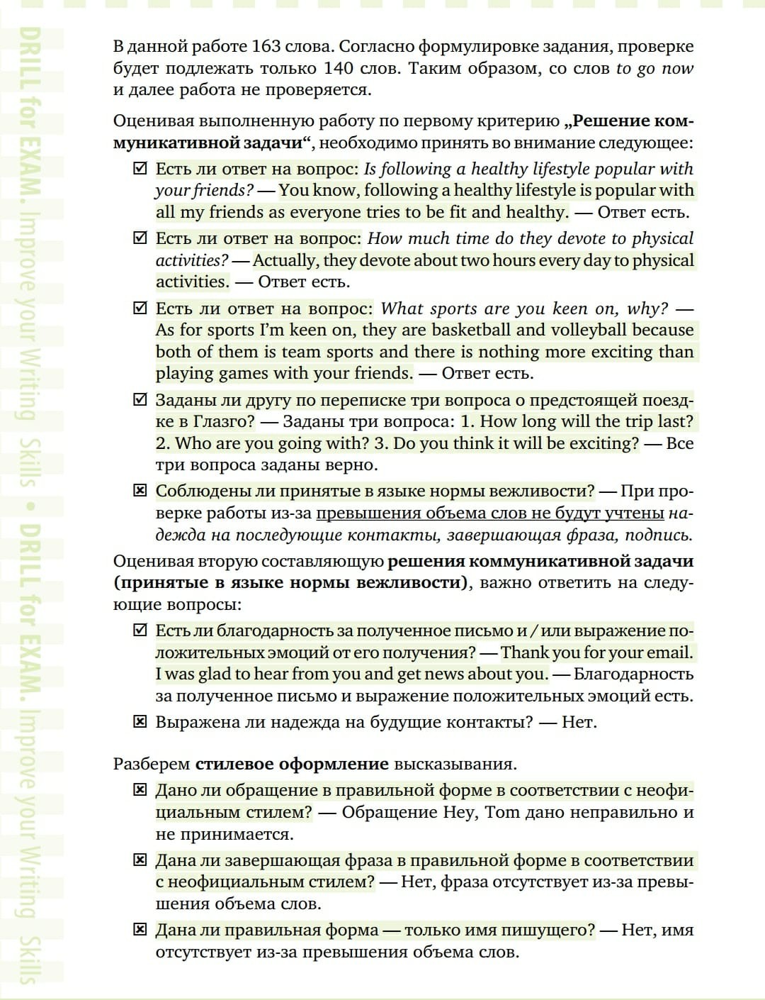 DRILL for EXAM. Improve your Writing Skills • DRILL for EXAM. Improve your Writing Skills
В данной работе 163 слова. Согласно формулировке задания, проверке
будет подлежать только 140 слов. Таким образом, со слов to go now
и далее работа не проверяется.
Оценивая выполненную работу по первому критерию „Решение ком-
муникативной задачи“, необходимо принять во внимание следующее:
☑ Есть ли ответ на вопрос: Is following a healthy lifestyle popular with
your friends? — You know, following a healthy lifestyle is popular with
all my friends as everyone tries to be fit and healthy. — Ответ есть.
☑ Есть ли ответ на вопрос: How much time do they devote to physical
activities? — Actually, they devote about two hours every day to physical
activities. — Ответ есть.
☑ Есть ли ответ на вопрос: What sports are you keen on, why? —
As for sports I’m keen on, they are basketball and volleyball because
both of them is team sports and there is nothing more exciting than
playing games with your friends. — Ответ есть.
☑ Заданы ли другу по переписке три вопроса о предстоящей поезд-
ке в Глазго? — Заданы три вопроса: 1. How long will the trip last?
2. Who are you going with? 3. Do you think it will be exciting? — Все
три вопроса заданы верно.
☒ Соблюдены ли принятые в языке нормы вежливости? — При про-
верке работы из-за превышения объема слов не будут учтены на-
дежда на последующие контакты, завершающая фраза, подпись.
Оценивая вторую составляющую решения коммуникативной задачи
(принятые в языке нормы вежливости), важно ответить на следу-
ющие вопросы:
☑ Есть ли благодарность за полученное письмо и / или выражение по-
ложительных эмоций от его получения? — Thank you for your email.
I was glad to hear from you and get news about you. — Благодарность
за полученное письмо и выражение положительных эмоций есть.
☒ Выражена ли надежда на будущие контакты? — Нет.
Разберем стилевое оформление высказывания.
☒ Дано ли обращение в правильной форме в соответствии с неофи-
циальным стилем? — Обращение Hey, Tom дано неправильно и
не принимается.
☒ Дана ли завершающая фраза в правильной форме в соответствии
с неофициальным стилем? — Нет, фраза отсутствует из-за превы-
шения объема слов.
☒ Дана ли правильная форма — только имя пишущего? — Нет, имя
отсутствует из-за превышения объема слов.